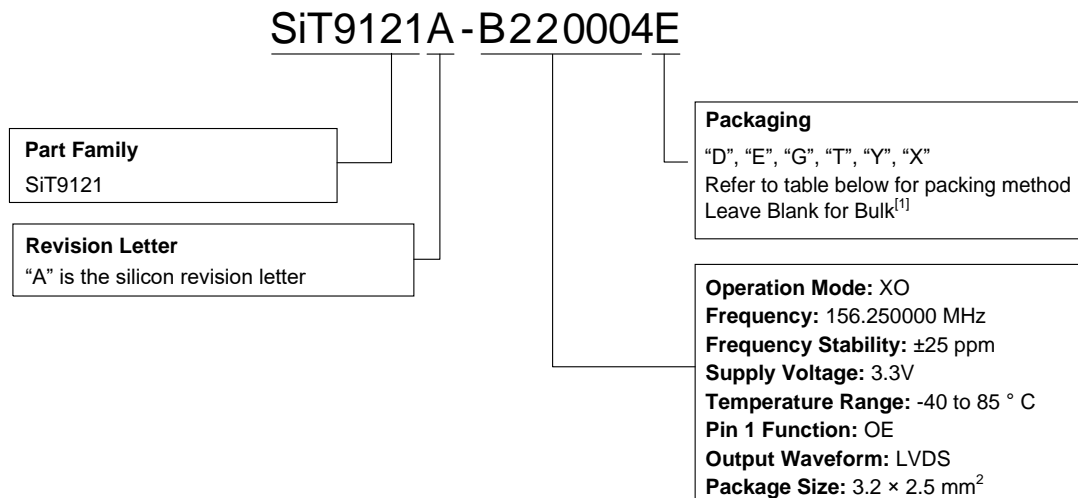 SiT9121A-B220004E
Part Family
SiT9121
Revision Letter
“A” is the silicon revision letter
Packaging
“D”, “E”, “G”, “T”, “Y”, “X”
Refer to table below for packing method
Leave Blank for Bulk[1]
Operation Mode: XO
Frequency: 156.250000 MHz
Frequency Stability: ±25 ppm
Supply Voltage: 3.3V
Temperature Range: -40 to 85 ° C
Pin 1 Function: OE
Output Waveform: LVDS
Package Size: 3.2 × 2.5 mm²